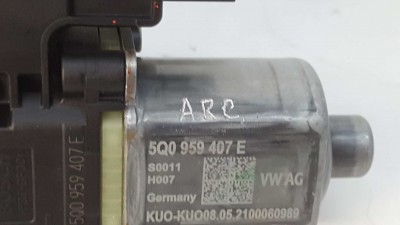 ARC
5Q0 959 407 E
S0011
H007
VW AG
Germany
KUO-KUO08.05.2100060989
5Q0 959 407 E